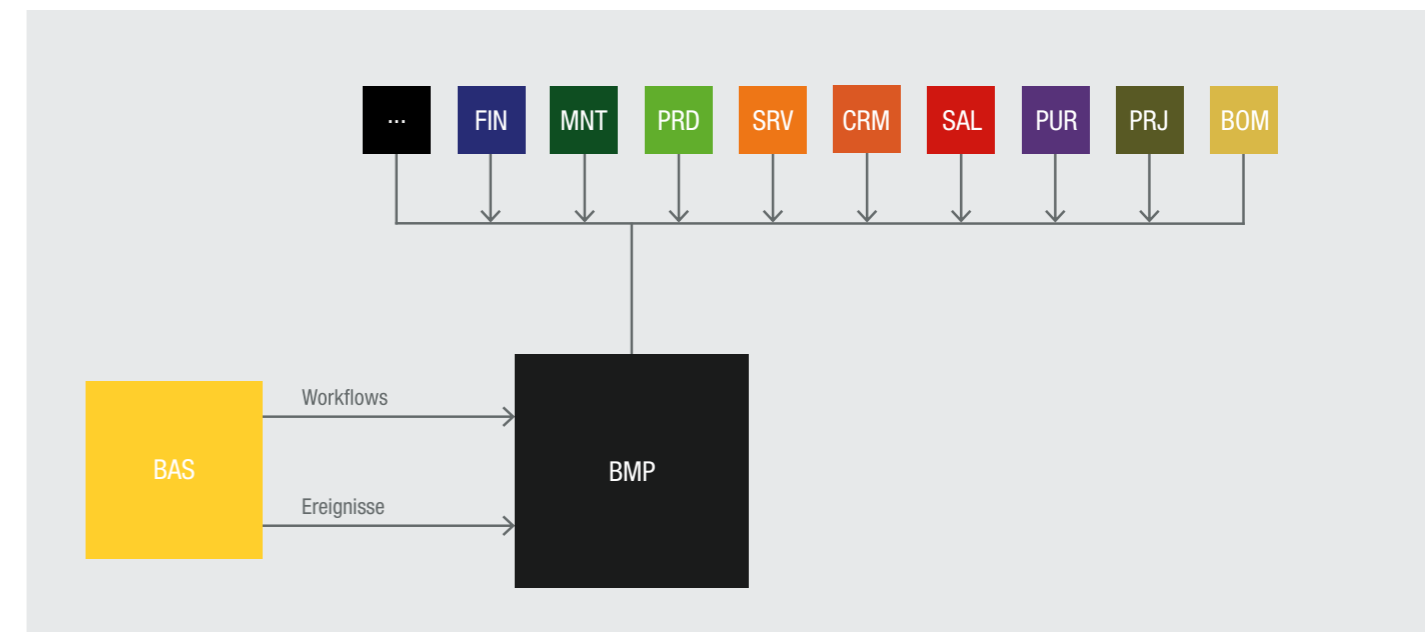 ...
FIN
MNT
PRD
SRV
CRM
SAL
PUR
PRJ
BOM
Workflows
BAS
BMP
Ereignisse